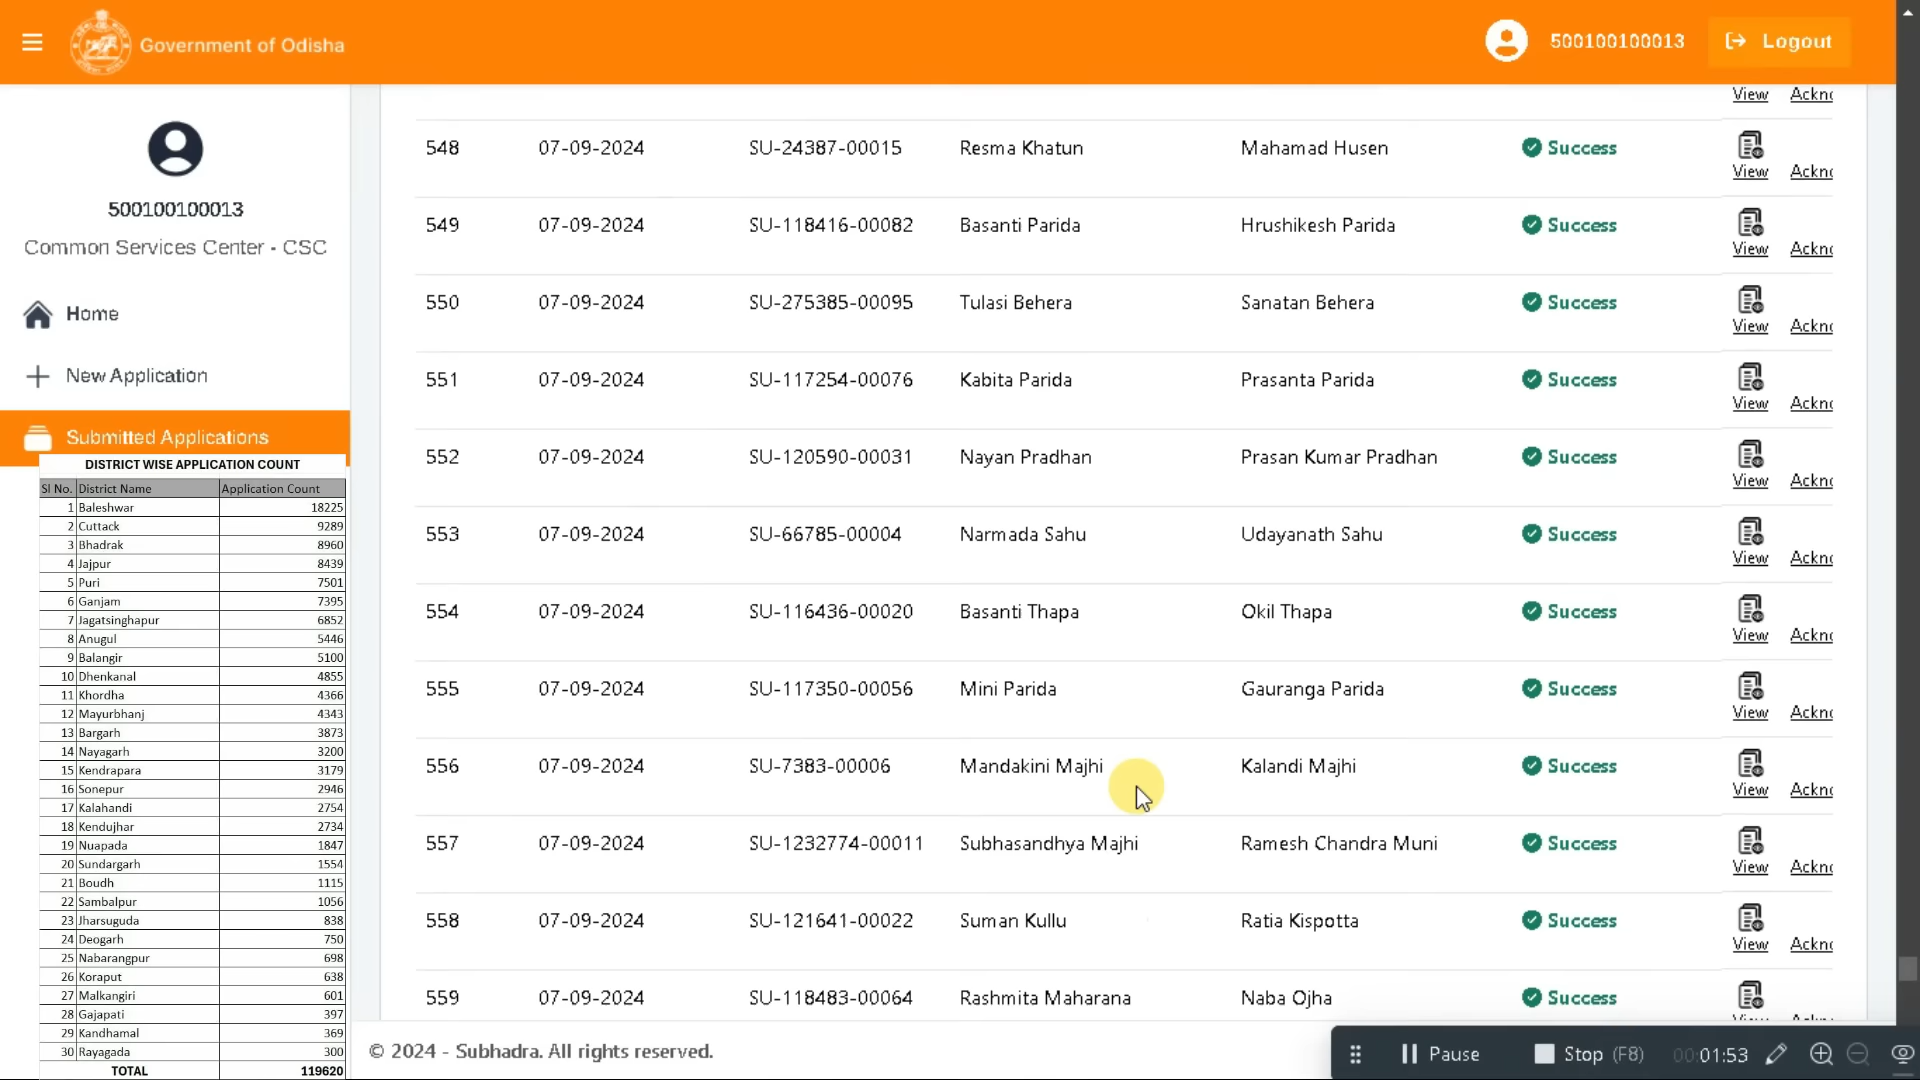 Government of Odisha
500100100013
Logout
500100100013
Common Services Center - CSC
Home
New Application
Submitted Applications
DISTRICT WISE APPLICATION COUNT
Sl No. District Name Application Count
1 Baleshwar 18225
2 Cuttack 9289
3 Bhadrak 8960
4 Jajpur 8439
5 Puri 7501
6 Ganjam 7395
7 Jagatsinghapur 6852
8 Anugul 5446
9 Balangir 5100
10 Dhenkanal 4855
11 Khordha 4366
12 Mayurbhanj 4343
13 Bargarh 3873
14 Nayagarh 3200
15 Kendrapara 3179
16 Sonepur 2946
17 Kalahandi 2754
18 Kendujhar 2734
19 Nuapada 1847
20 Sundargarh 1554
21 Boudh 1115
22 Sambalpur 1056
23 Jharsuguda 838
24 Deogarh 750
25 Nabarangpur 698
26 Koraput 638
27 Malkangiri 601
28 Gajapati 397
29 Kandhamal 369
30 Rayagada 300
TOTAL 119620
View Ackno
548 07-09-2024 SU-24387-00015 Resma Khatun Mahamad Husen Success
View Ackno
549 07-09-2024 SU-118416-00082 Basanti Parida Hrushikesh Parida Success
View Ackno
550 07-09-2024 SU-275385-00095 Tulasi Behera Sanatan Behera Success
View Ackno
551 07-09-2024 SU-117254-00076 Kabita Parida Prasanta Parida Success
View Ackno
552 07-09-2024 SU-120590-00031 Nayan Pradhan Prasan Kumar Pradhan Success
View Ackno
553 07-09-2024 SU-66785-00004 Narmada Sahu Udayanath Sahu Success
View Ackno
554 07-09-2024 SU-116436-00020 Basanti Thapa Okil Thapa Success
View Ackno
555 07-09-2024 SU-117350-00056 Mini Parida Gauranga Parida Success
View Ackno
556 07-09-2024 SU-7383-00006 Mandakini Majhi Kalandi Majhi Success
View Ackno
557 07-09-2024 SU-1232774-00011 Subhasandhya Majhi Ramesh Chandra Muni Success
View Ackno
558 07-09-2024 SU-121641-00022 Suman Kullu Ratia Kispotta Success
View Ackno
559 07-09-2024 SU-118483-00064 Rashmita Maharana Naba Ojha Success
© 2024 - Subhadra. All rights reserved.
Pause Stop (F8) 00:01:53